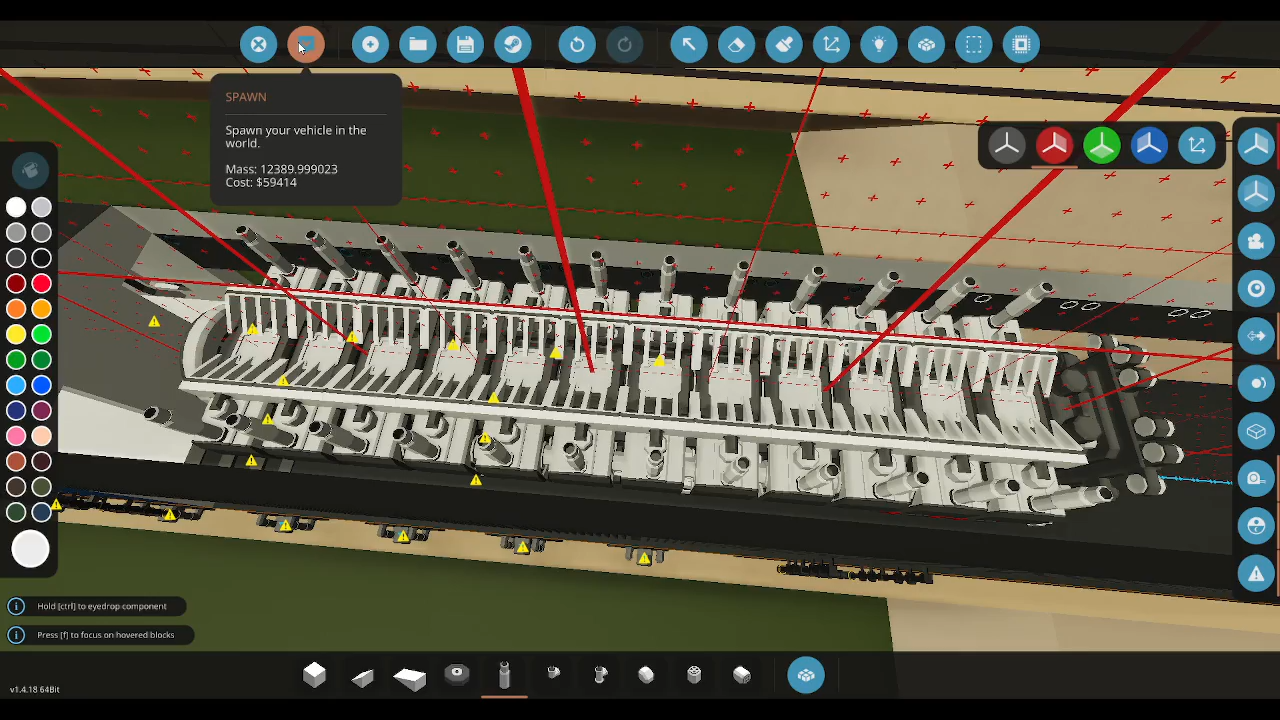 SPAWN
Spawn your vehicle in the
world.
Mass: 12389.999023
Cost: $59414
Hold [ctrl] to eyedrop component
Press [f] to focus on hovered blocks
v1.4.18 64Bit